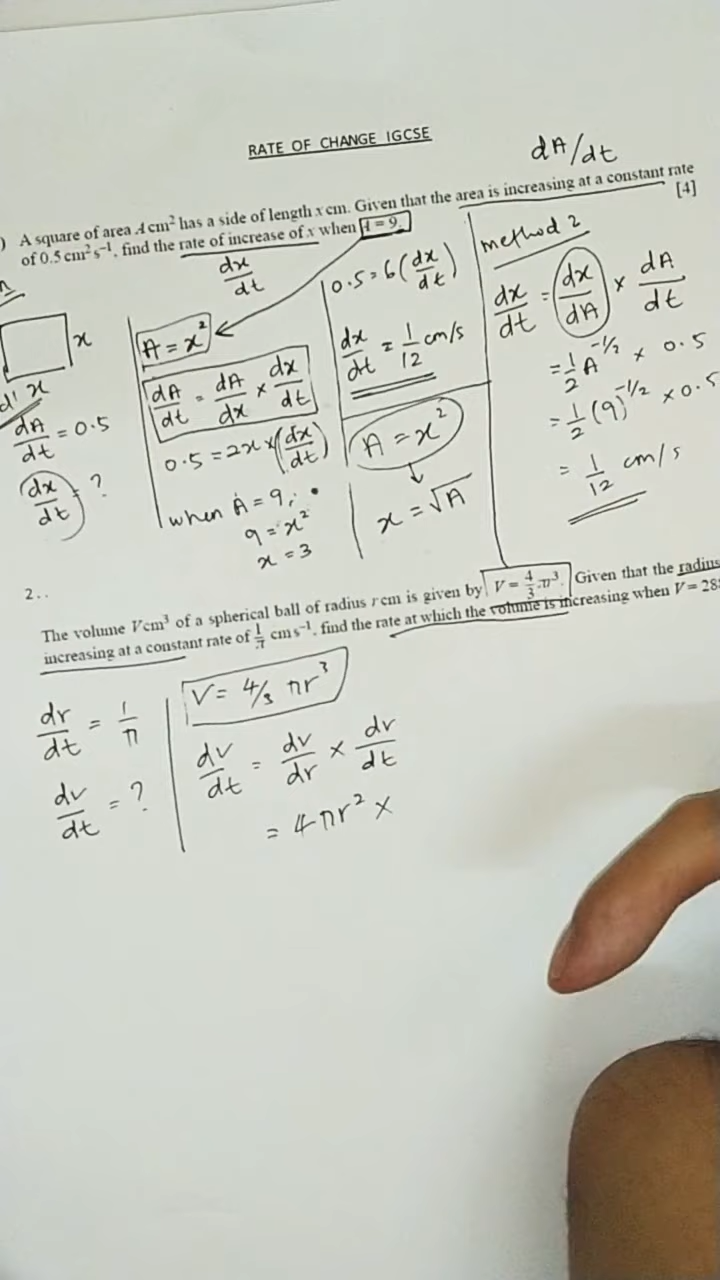 RATE OF CHANGE IGCSE
dA/dt
) A square of area A cm² has a side of length x cm. Given that the area is increasing at a constant rate
of 0.5 cm² s⁻¹, find the rate of increase of x when A = 9.
[4]
dx/dt
x
x
dA/dt = 0.5
dx/dt = ?
A = x²
dA/dt = dA/dx × dx/dt
0.5 = 2x × (dx/dt)
when A = 9,
9 = x²
x = 3
0.5 = 6 (dx/dt)
dx/dt = 1/12 cm/s
A = x²
x = √A
method 2
dx/dt = dx/dA × dA/dt
= 1/2 A^-1/2 × 0.5
= 1/2 (9)^-1/2 × 0.5
= 1/12 cm/s
2..
The volume V cm³ of a spherical ball of radius r cm is given by V = 4/3 πr³. Given that the radius
increasing at a constant rate of 1/π cm s⁻¹, find the rate at which the volume is increasing when V = 28
dr/dt = 1/π
dv/dt = ?
V = 4/3 πr³
dv/dt = dv/dr × dr/dt
= 4πr² ×